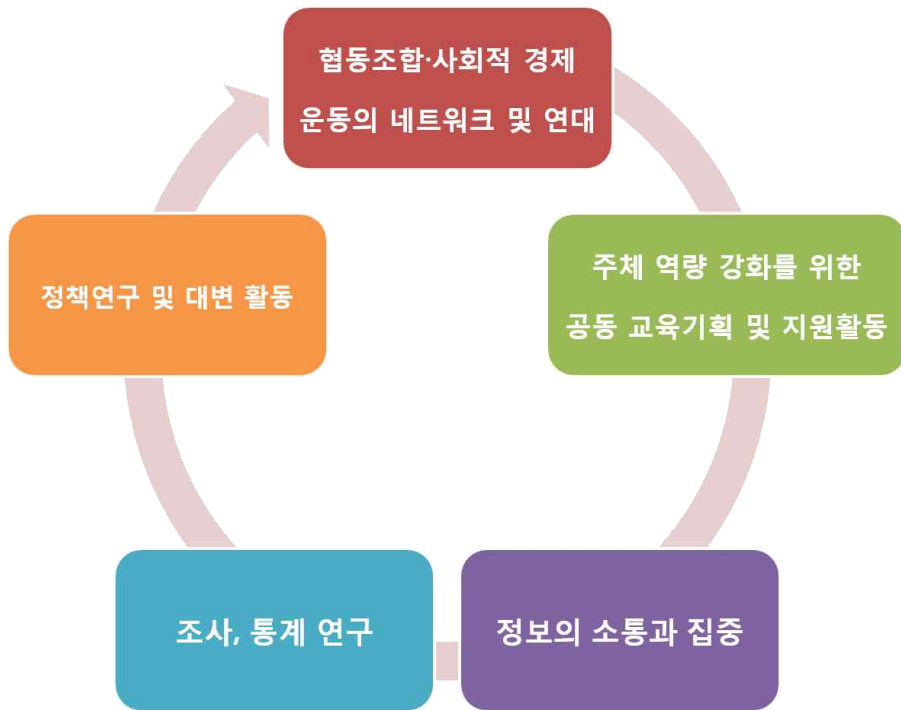 협동조합·사회적 경제
운동의 네트워크 및 연대
주체 역량 강화를 위한
공동 교육기획 및 지원활동
정보의 소통과 집중
조사, 통계 연구
정책연구 및 대변 활동